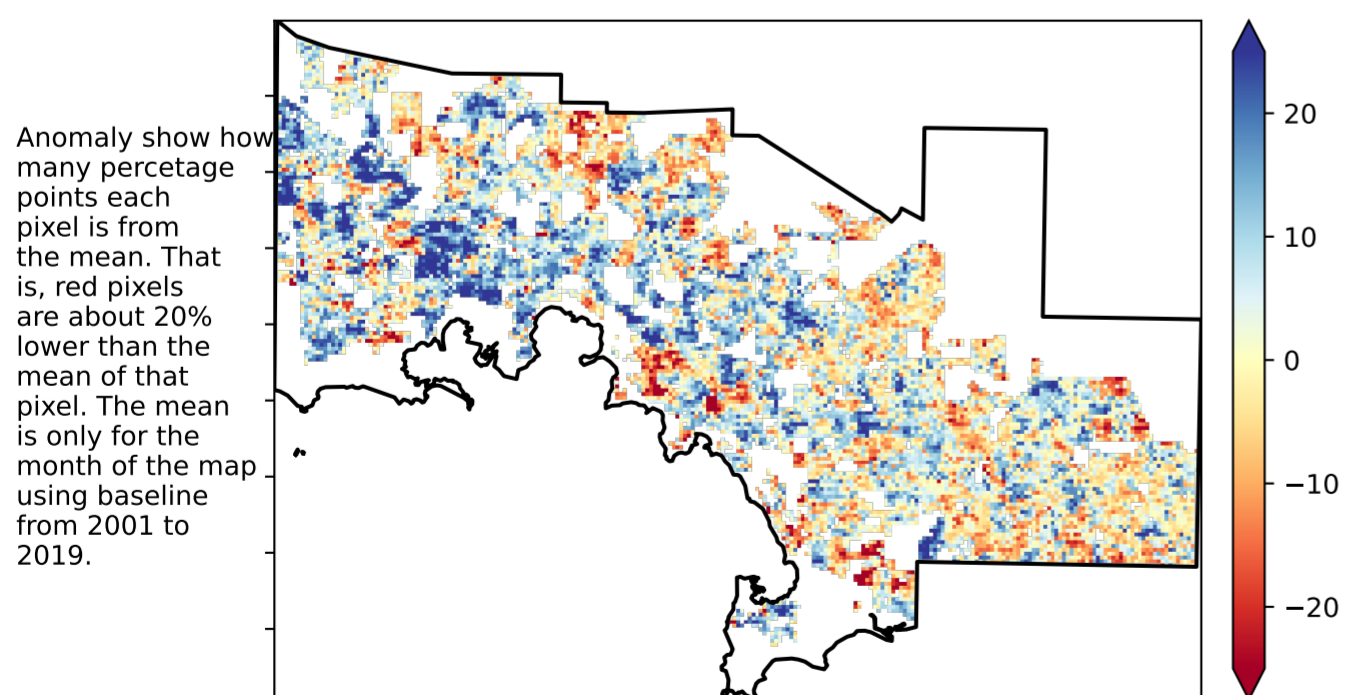 Anomaly show how
many percetage
points each
pixel is from
the mean. That
is, red pixels
are about 20%
lower than the
mean of that
pixel. The mean
is only for the
month of the map
using baseline
from 2001 to
2019.
20
10
0
−10
−20